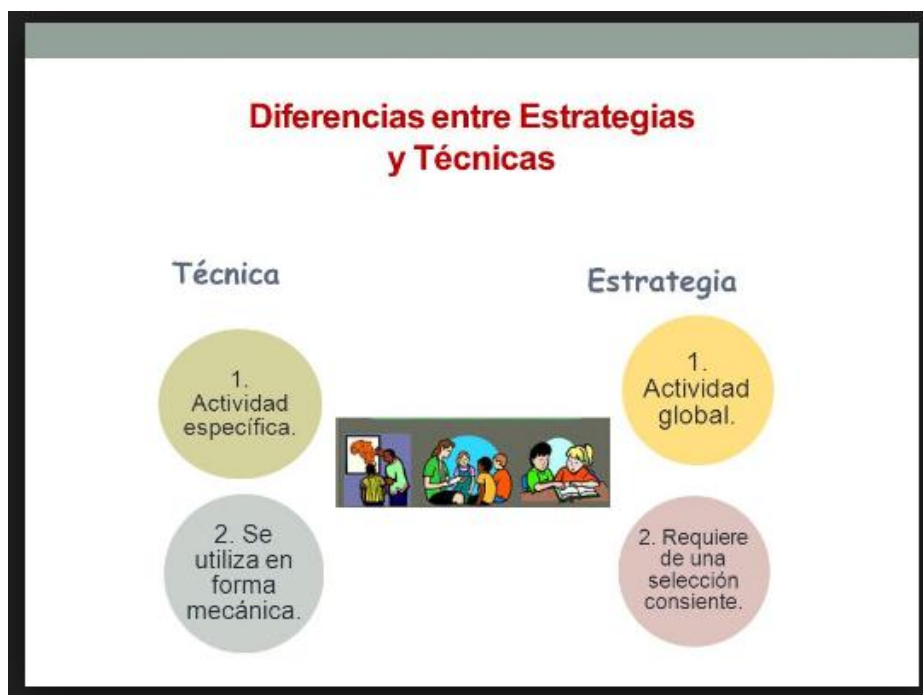 Diferencias entre Estrategias
y Técnicas
Técnica
Estrategia
1.
Actividad
específica.
1.
Actividad
global.
2. Se
utiliza en
forma
mecánica.
2. Requiere
de una
selección
consiente.